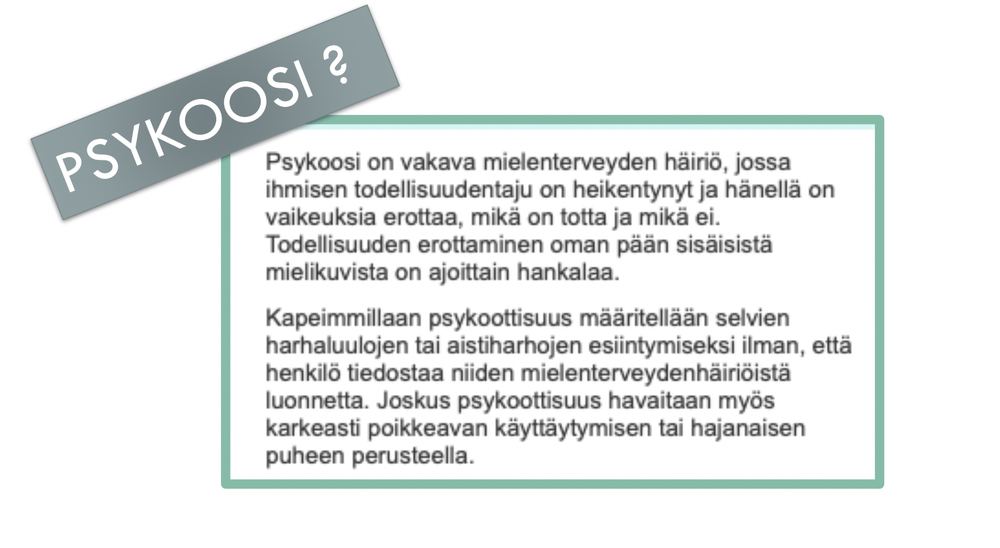 PSYKOOSI ?
Psykoosi on vakava mielenterveyden häiriö, jossa
ihmisen todellisuudentaju on heikentynyt ja hänellä on
vaikeuksia erottaa, mikä on totta ja mikä ei.
Todellisuuden erottaminen oman pään sisäisistä
mielikuvista on ajoittain hankalaa.
Kapeimmillaan psykoottisuus määritellään selvien
harhaluulojen tai aistiharhojen esiintymiseksi ilman, että
henkilö tiedostaa niiden mielenterveydenhäiriöistä
luonnetta. Joskus psykoottisuus havaitaan myös
karkeasti poikkeavan käyttäytymisen tai hajanaisen
puheen perusteella.